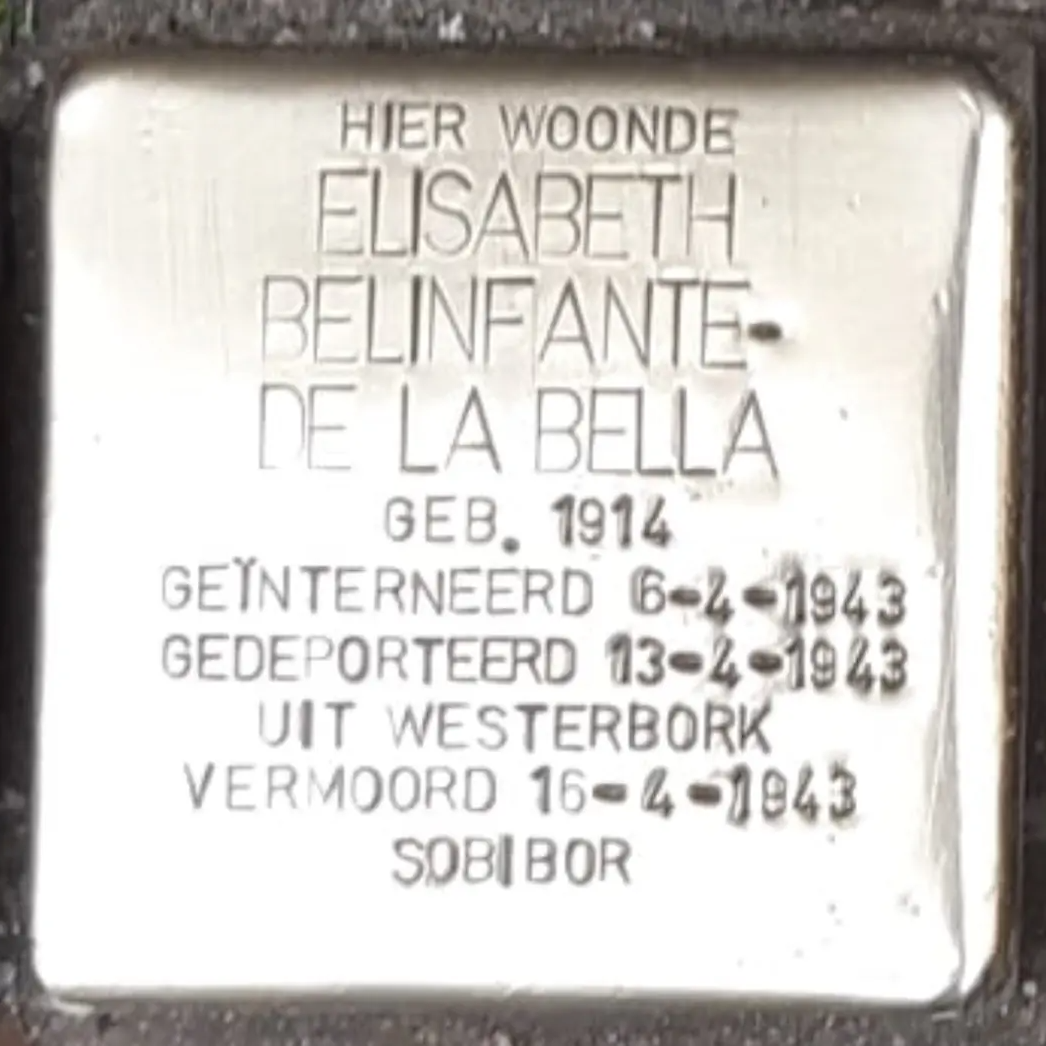 HIER WOONDE
ELISABETH
BELINFANTE-
DE LA BELLA
GEB. 1914
GEÏNTERNEERD 6-4-1943
GEDEPORTEERD 13-4-1943
UIT WESTERBORK
VERMOORD 16-4-1943
SOBIBOR